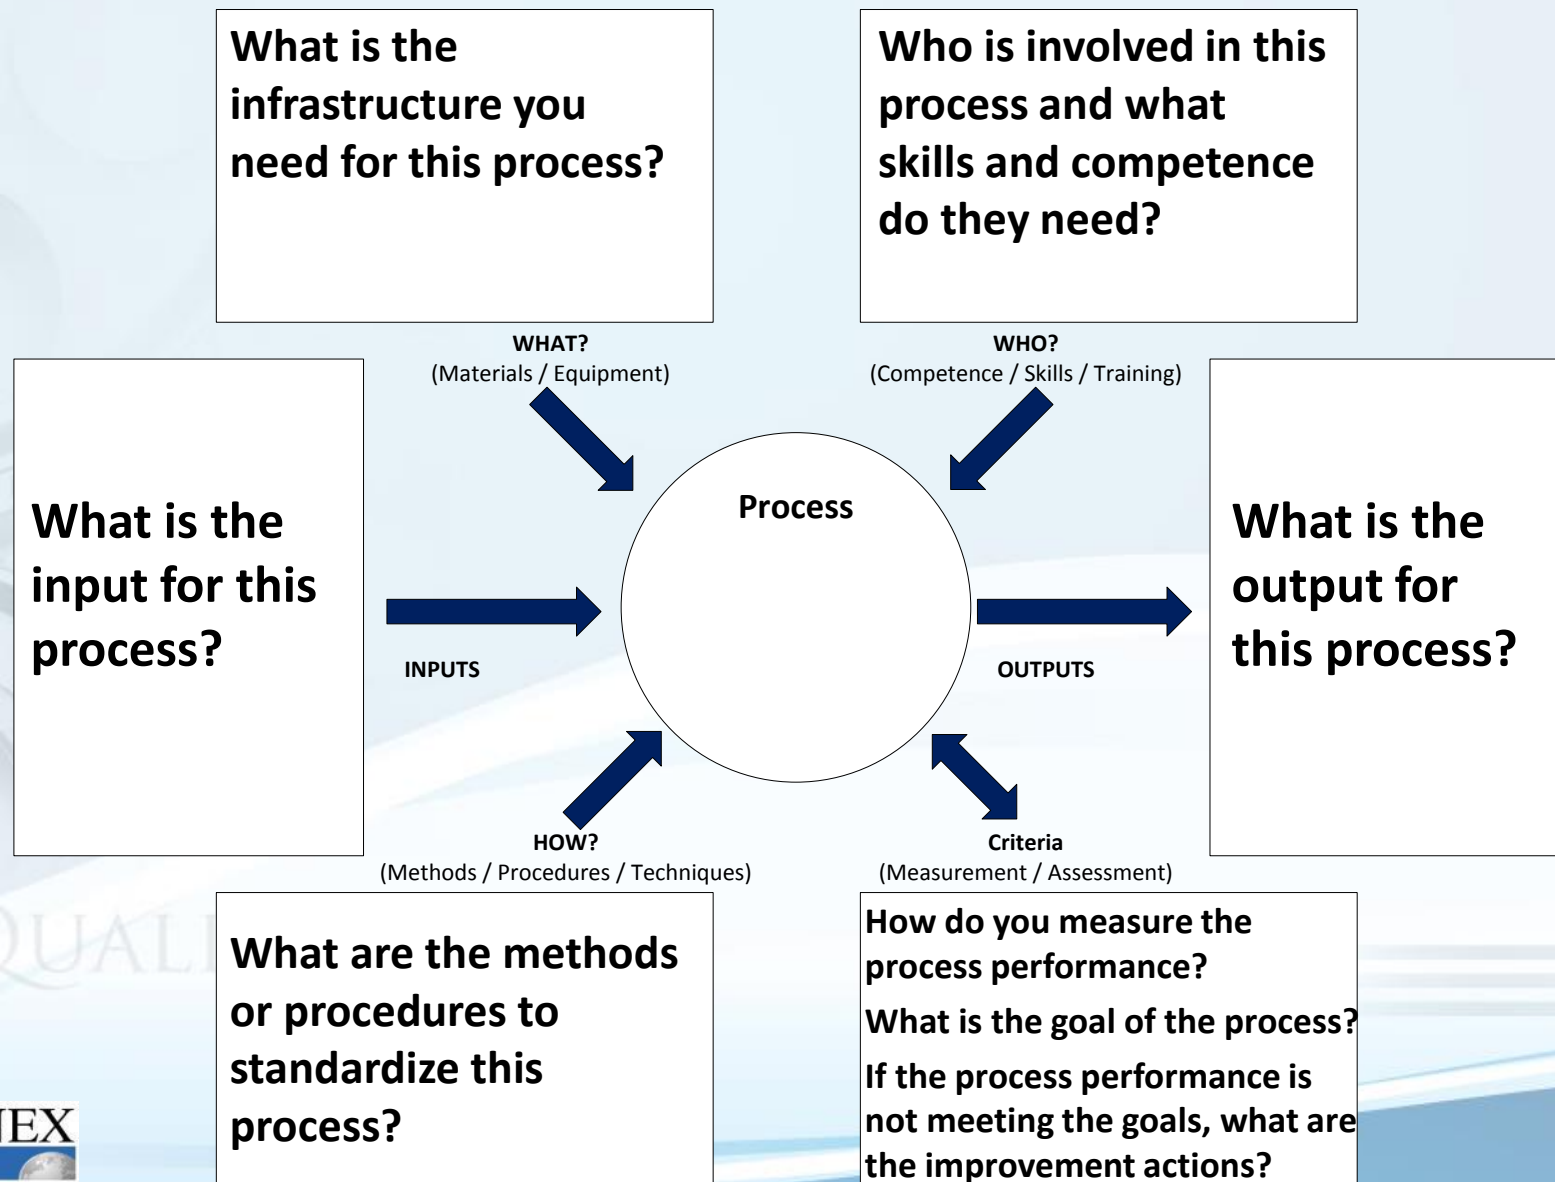 What is the
infrastructure you
need for this process?
Who is involved in this
process and what
skills and competence
do they need?
WHAT?
(Materials / Equipment)
WHO?
(Competence / Skills / Training)
What is the
input for this
process?
Process
What is the
output for
this process?
INPUTS
OUTPUTS
HOW?
(Methods / Procedures / Techniques)
Criteria
(Measurement / Assessment)
What are the methods
or procedures to
standardize this
process?
How do you measure the
process performance?
What is the goal of the process?
If the process performance is
not meeting the goals, what are
the improvement actions?
QUALI
NEX